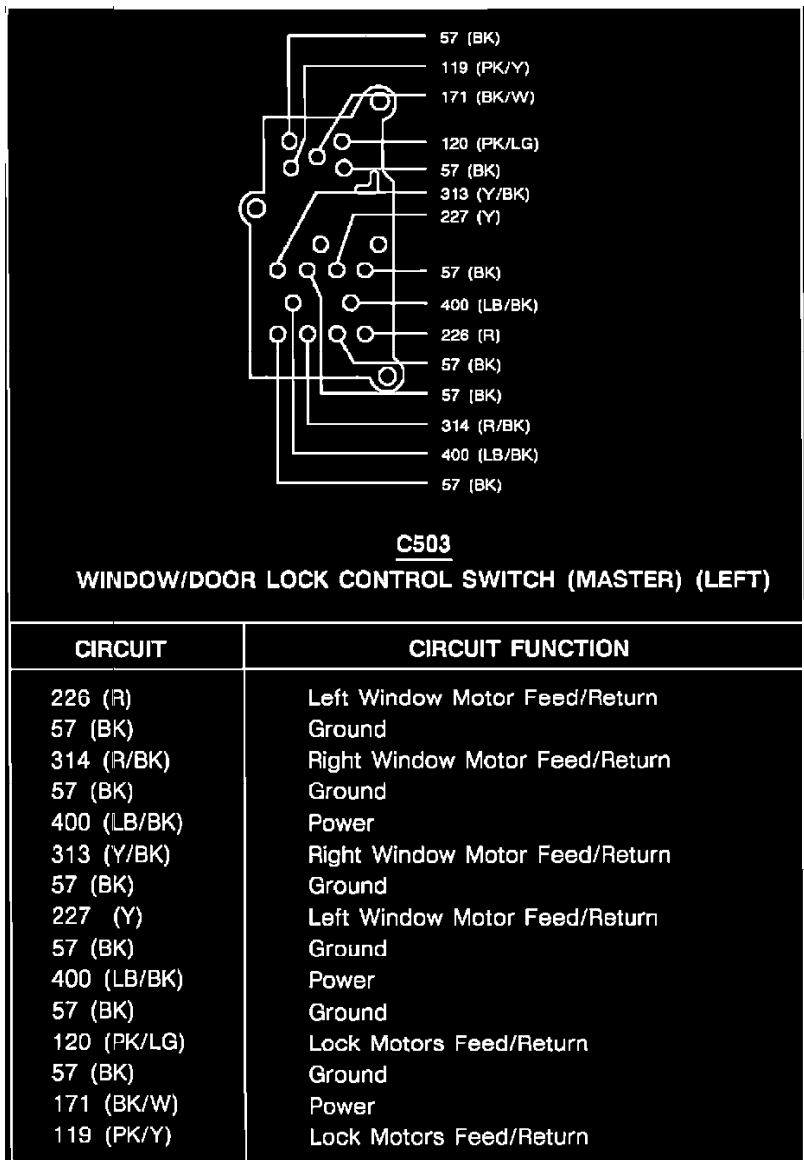 57 (BK)
119 (PK/Y)
171 (BK/W)
120 (PK/LG)
57 (BK)
313 (Y/BK)
227 (Y)
57 (BK)
400 (LB/BK)
226 (R)
57 (BK)
57 (BK)
314 (R/BK)
400 (LB/BK)
57 (BK)
C503
WINDOW/DOOR LOCK CONTROL SWITCH (MASTER) (LEFT)
CIRCUIT CIRCUIT FUNCTION
226 (R) Left Window Motor Feed/Return
57 (BK) Ground
314 (R/BK) Right Window Motor Feed/Return
57 (BK) Ground
400 (LB/BK) Power
313 (Y/BK) Right Window Motor Feed/Return
57 (BK) Ground
227 (Y) Left Window Motor Feed/Return
57 (BK) Ground
400 (LB/BK) Power
57 (BK) Ground
120 (PK/LG) Lock Motors Feed/Return
57 (BK) Ground
171 (BK/W) Power
119 (PK/Y) Lock Motors Feed/Return